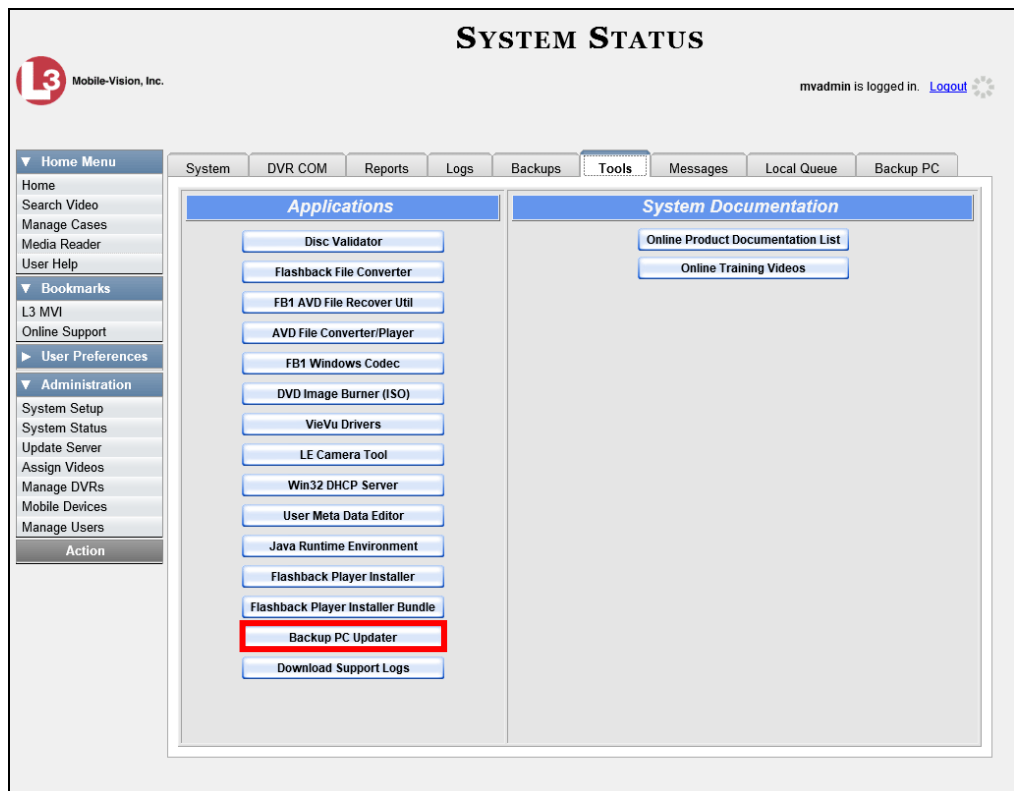 SYSTEM STATUS
L3 Mobile-Vision, Inc.
mvadmin is logged in. Logout
▼ Home Menu
Home
Search Video
Manage Cases
Media Reader
User Help
▼ Bookmarks
L3 MVI
Online Support
► User Preferences
▼ Administration
System Setup
System Status
Update Server
Assign Videos
Manage DVRs
Mobile Devices
Manage Users
Action
System DVR COM Reports Logs Backups Tools Messages Local Queue Backup PC
Applications
Disc Validator
Flashback File Converter
FB1 AVD File Recover Util
AVD File Converter/Player
FB1 Windows Codec
DVD Image Burner (ISO)
VieVu Drivers
LE Camera Tool
Win32 DHCP Server
User Meta Data Editor
Java Runtime Environment
Flashback Player Installer
Flashback Player Installer Bundle
Backup PC Updater
Download Support Logs
System Documentation
Online Product Documentation List
Online Training Videos